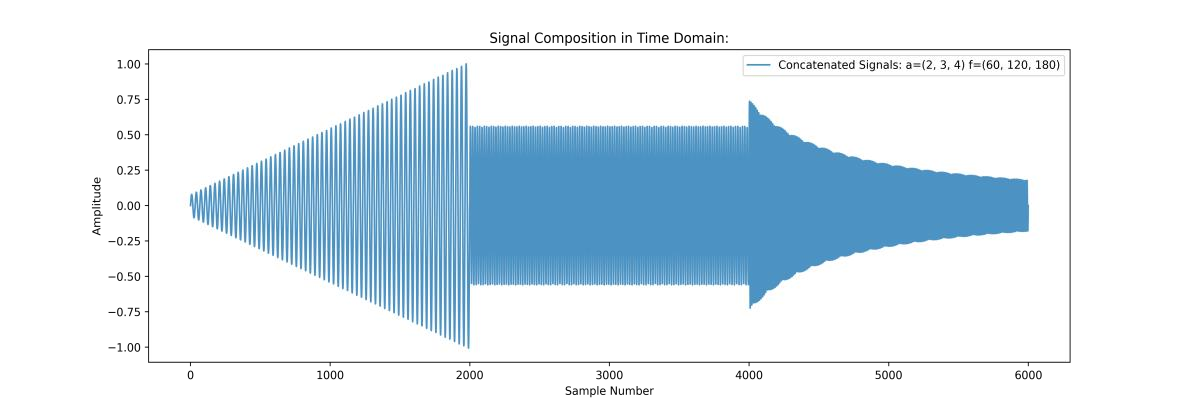 Signal Composition in Time Domain:
Concatenated Signals: a=(2, 3, 4) f=(60, 120, 180)
Amplitude
1.00
0.75
0.50
0.25
0.00
−0.25
−0.50
−0.75
−1.00
0 1000 2000 3000 4000 5000 6000
Sample Number